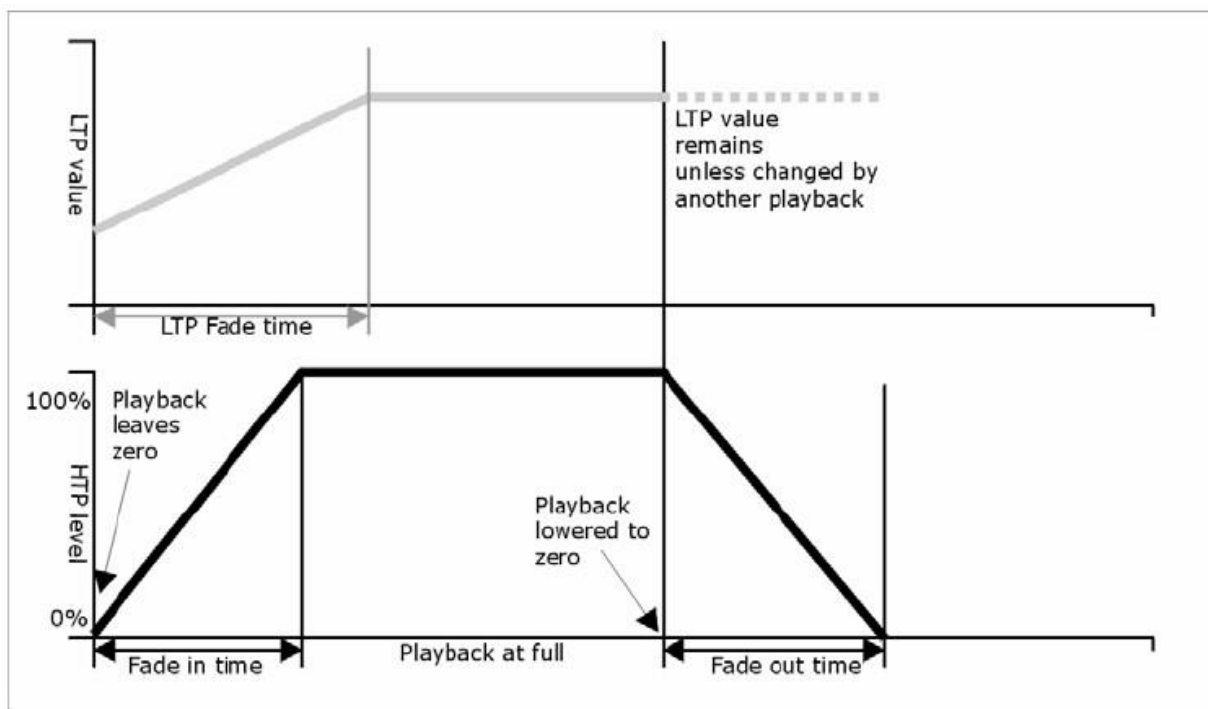 LTP value
LTP value
remains
unless changed by
another playback
LTP Fade time
100%
Playback
leaves
zero
HTP level
Playback
lowered to
zero
0%
Fade in time
Playback at full
Fade out time